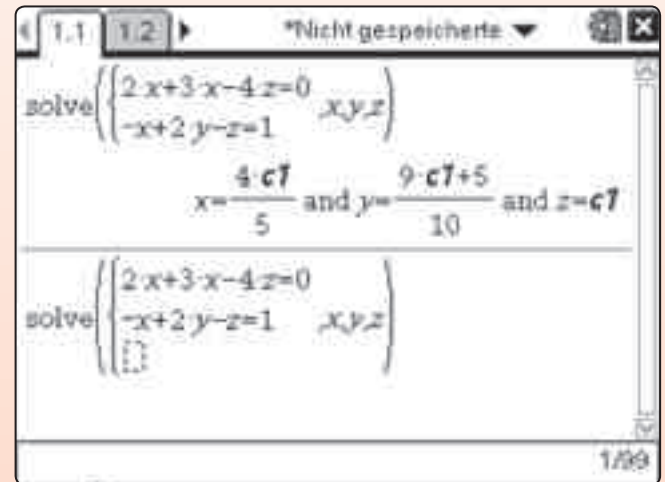 1.1 1.2 *Nicht gespeicherte
solve({2·x+3·x−4·z=0
−x+2·y−z=1 ,x,y,z)
x=4·c1/5 and y=9·c1+5/10 and z=c1
solve({2·x+3·x−4·z=0
−x+2·y−z=1 ,x,y,z)
1/99